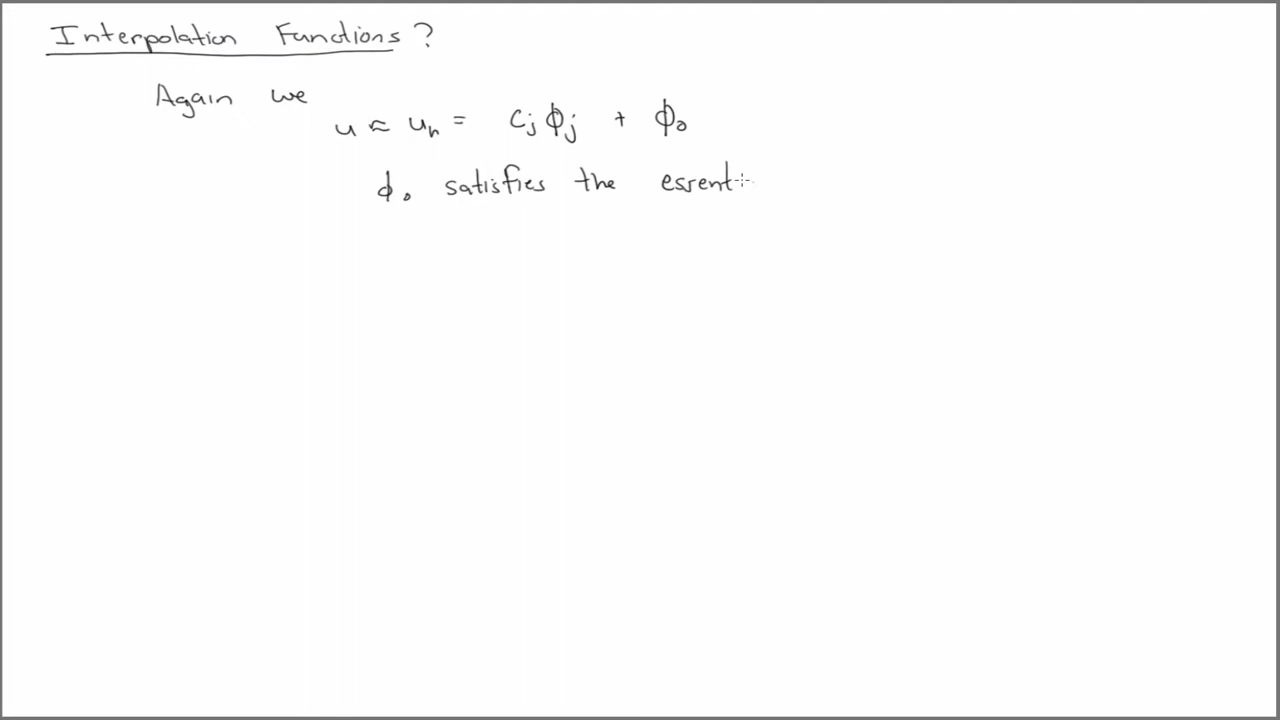 Interpolation Functions?
Again we
u ≈ uₙ = cⱼ ϕⱼ + ϕ₀
ϕ₀ satisfies the essent